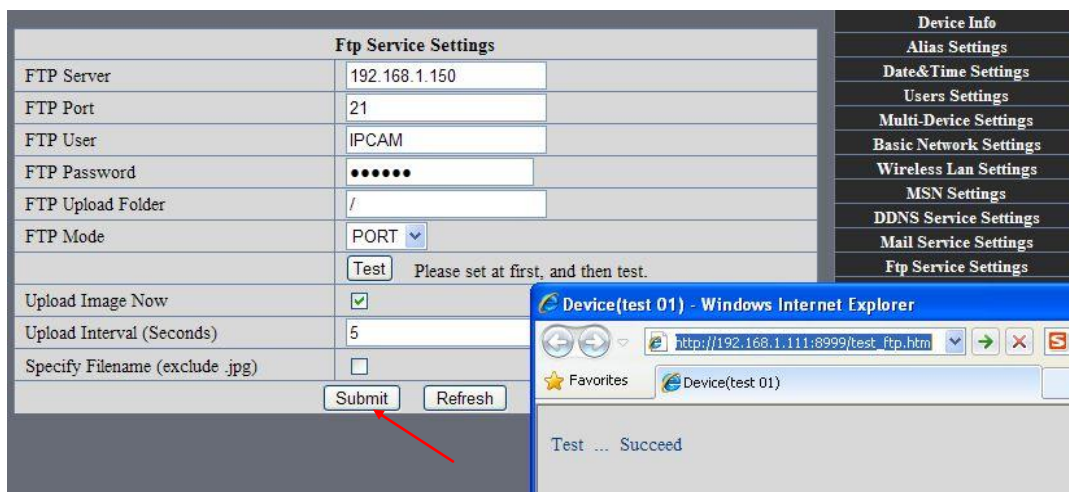 Ftp Service Settings
FTP Server 192.168.1.150
FTP Port 21
FTP User IPCAM
FTP Password ●●●●●●
FTP Upload Folder /
FTP Mode PORT
Test Please set at first, and then test.
Upload Image Now
Upload Interval (Seconds) 5
Specify Filename (exclude .jpg)
Submit Refresh
Device Info
Alias Settings
Date&Time Settings
Users Settings
Multi-Device Settings
Basic Network Settings
Wireless Lan Settings
MSN Settings
DDNS Service Settings
Mail Service Settings
Ftp Service Settings
Device(test 01) - Windows Internet Explorer
http://192.168.1.111:8999/test_ftp.htm
Favorites Device(test 01)
Test ... Succeed